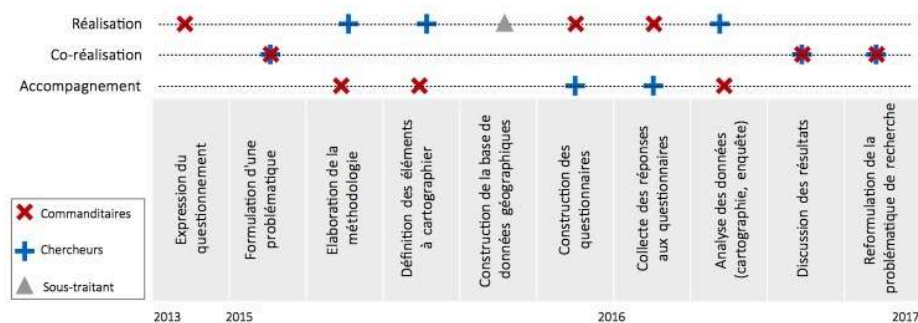 Réalisation
Co-réalisation
Accompagnement
Expression du
questionnement
Formulation d'une
problématique
Elaboration de la
méthodologie
Définition des éléments
à cartographier
Construction de la base de
données géographiques
Construction des
questionnaires
Collecte des réponses
aux questionnaires
Analyse des données
(cartographie, enquête)
Discussion des résultats
Reformulation de la
problématique de recherche
Commanditaires
Chercheurs
Sous-traitant
2013 2015 2016 2017